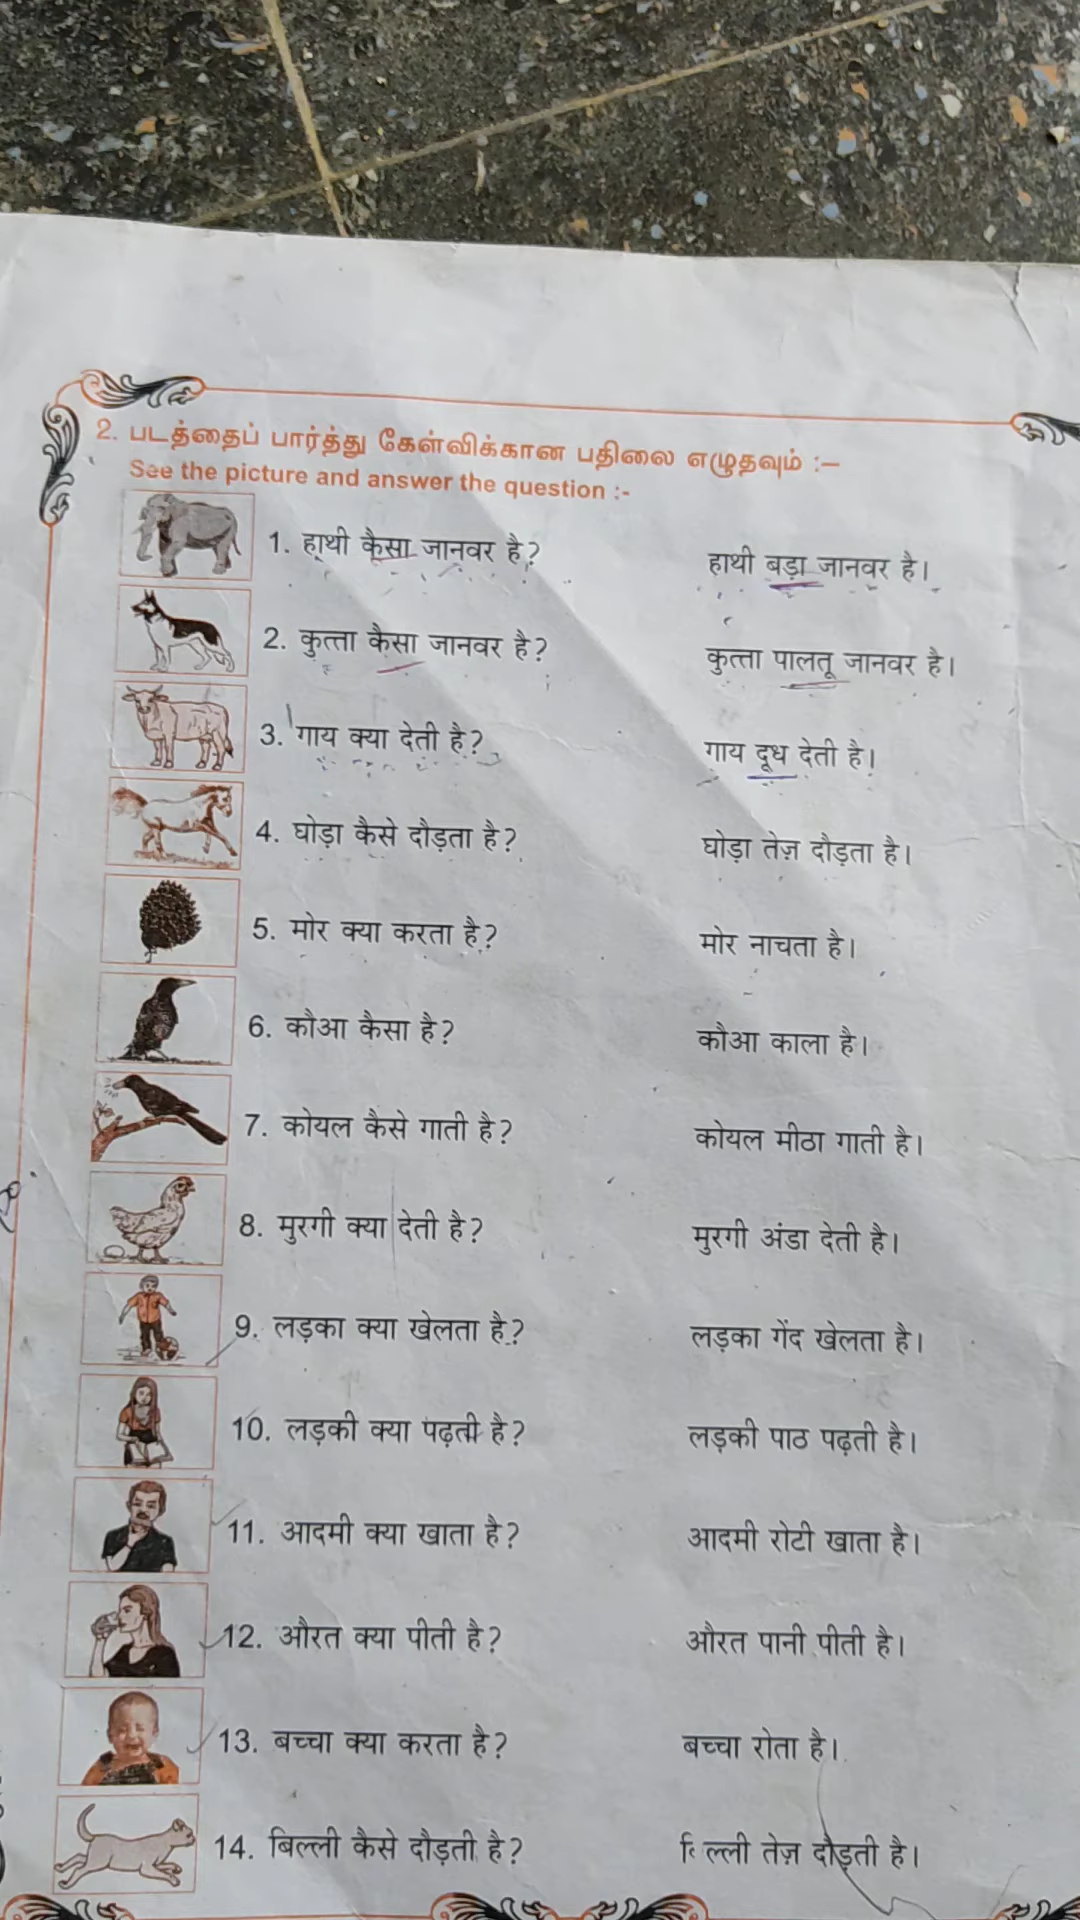 2. படத்தைப் பார்த்து கேள்விக்கான பதிலை எழுதவும் :–
See the picture and answer the question :-
1. हाथी कैसा जानवर है? हाथी बड़ा जानवर है।
2. कुत्ता कैसा जानवर है? कुत्ता पालतू जानवर है।
3. गाय क्या देती है? गाय दूध देती है।
4. घोड़ा कैसे दौड़ता है? घोड़ा तेज़ दौड़ता है।
5. मोर क्या करता है? मोर नाचता है।
6. कौआ कैसा है? कौआ काला है।
7. कोयल कैसे गाती है? कोयल मीठा गाती है।
8. मुरगी क्या देती है? मुरगी अंडा देती है।
9. लड़का क्या खेलता है? लड़का गेंद खेलता है।
10. लड़की क्या पढ़ती है? लड़की पाठ पढ़ती है।
11. आदमी क्या खाता है? आदमी रोटी खाता है।
12. औरत क्या पीती है? औरत पानी पीती है।
13. बच्चा क्या करता है? बच्चा रोता है।
14. बिल्ली कैसे दौड़ती है? तेज़ दौड़ती है।